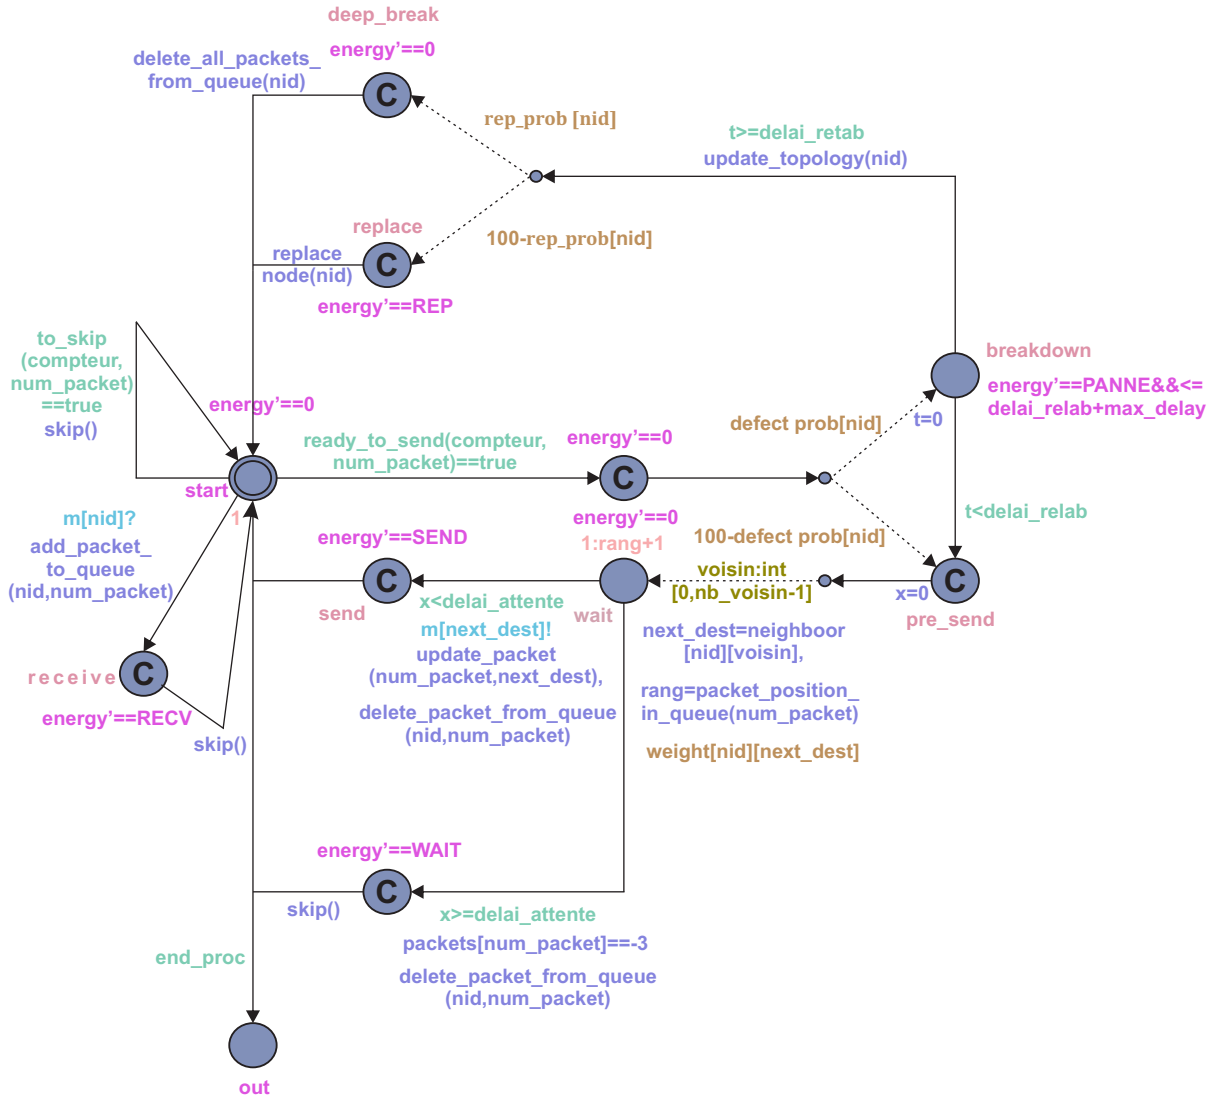 deep_break
energy'==0
delete_all_packets_
from_queue(nid)
C
rep_prob [nid]
t>=delai_retab
update_topology(nid)
replace
100-rep_prob[nid]
replace
node(nid)
C
energy'==REP
to_skip
(compteur,
num_packet)
==true
skip()
breakdown
energy'==PANNE&&<=
delai_relab+max_delay
energy'==0
defect prob[nid]
t=0
ready_to_send(compteur,
num_packet)==true
energy'==0
C
start
1
m[nid]?
add_packet_
to_queue
(nid,num_packet)
energy'==0
1:rang+1
t<delai_relab
energy'==SEND
100-defect prob[nid]
voisin:int
[0,nb_voisin-1]
C
C
x=0
x<delai_attente
send
wait
pre_send
m[next_dest]!
update_packet
(num_packet,next_dest),
delete_packet_from_queue
(nid,num_packet)
next_dest=neighboor
[nid][voisin],
rang=packet_position_
in_queue(num_packet)
weight[nid][next_dest]
receive
C
energy'==RECV
skip()
energy'==WAIT
C
skip()
x>=delai_attente
packets[num_packet]==-3
delete_packet_from_queue
(nid,num_packet)
end_proc
out